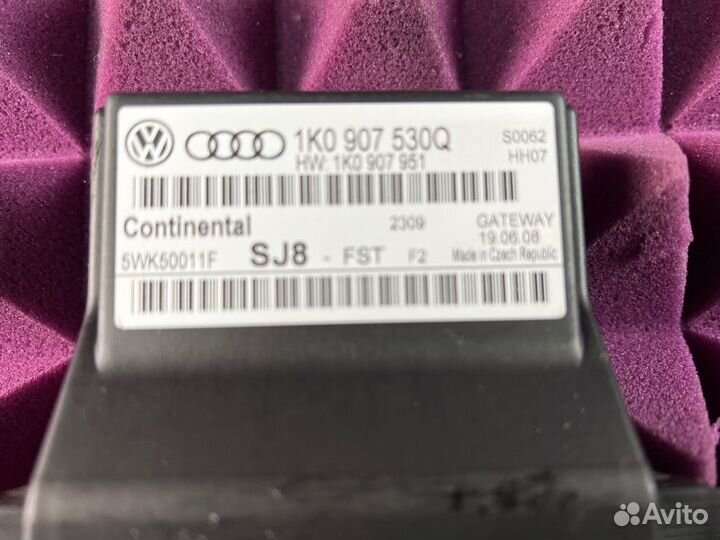 1K0 907 530Q
HW: 1K0 907 951
S0062
HH07
Continental
2309
GATEWAY
19.06.08
5WK50011F SJ8 - FST F2 Made in Czech Republic
Avito